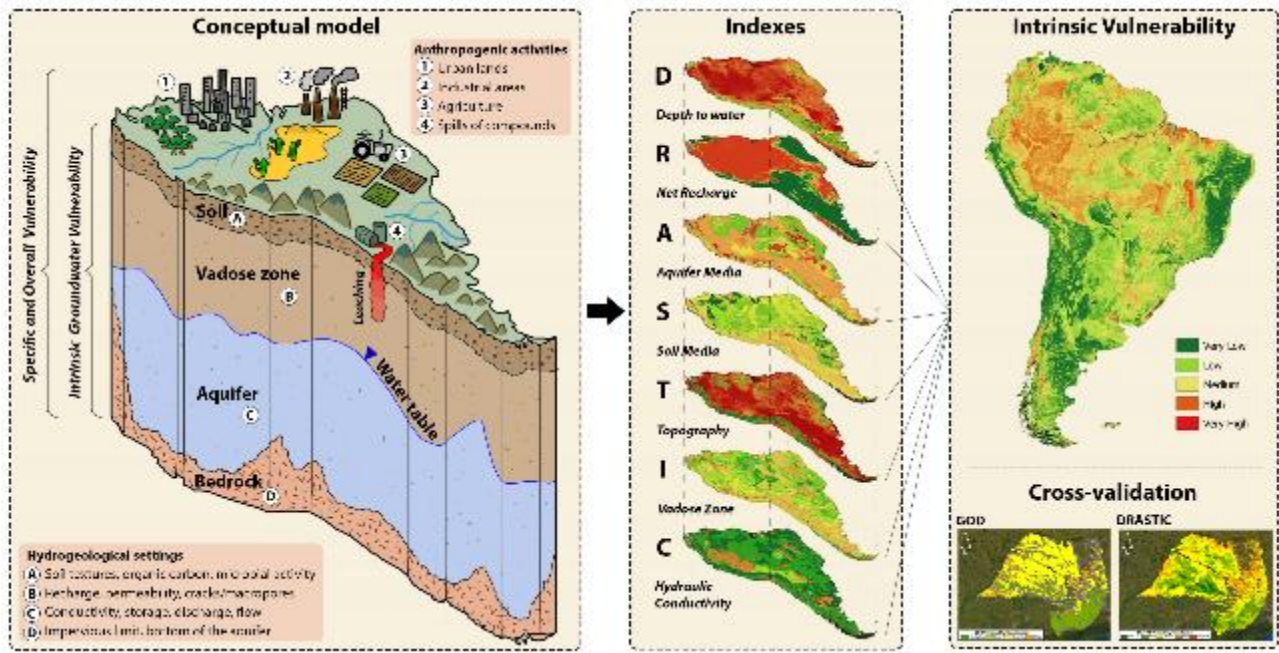 Conceptual model
Anthropogenic activities
1 Urban lands
2 Industrial areas
3 Agriculture
4 Spills of compounds
1
2
3
Specific and Overall Vulnerability
Intrinsic Groundwater Vulnerability
Soil
A
4
Vadose zone
B
Leaching
Water table
Aquifer
C
Bedrock
D
Hydrogeological settings
A Soil textures, organic carbon, microbial activity
B Recharge, permeability, cracks/macropores
C Conductivity, storage, discharge, flow
D Impervious limit, bottom of the aquifer
Indexes
D
Depth to water
R
Net Recharge
A
Aquifer Media
S
Soil Media
T
Topography
I
Vadose Zone
C
Hydraulic
Conductivity
Intrinsic Vulnerability
Very Low
Low
Medium
High
Very High
Cross-validation
GOD
DRASTIC